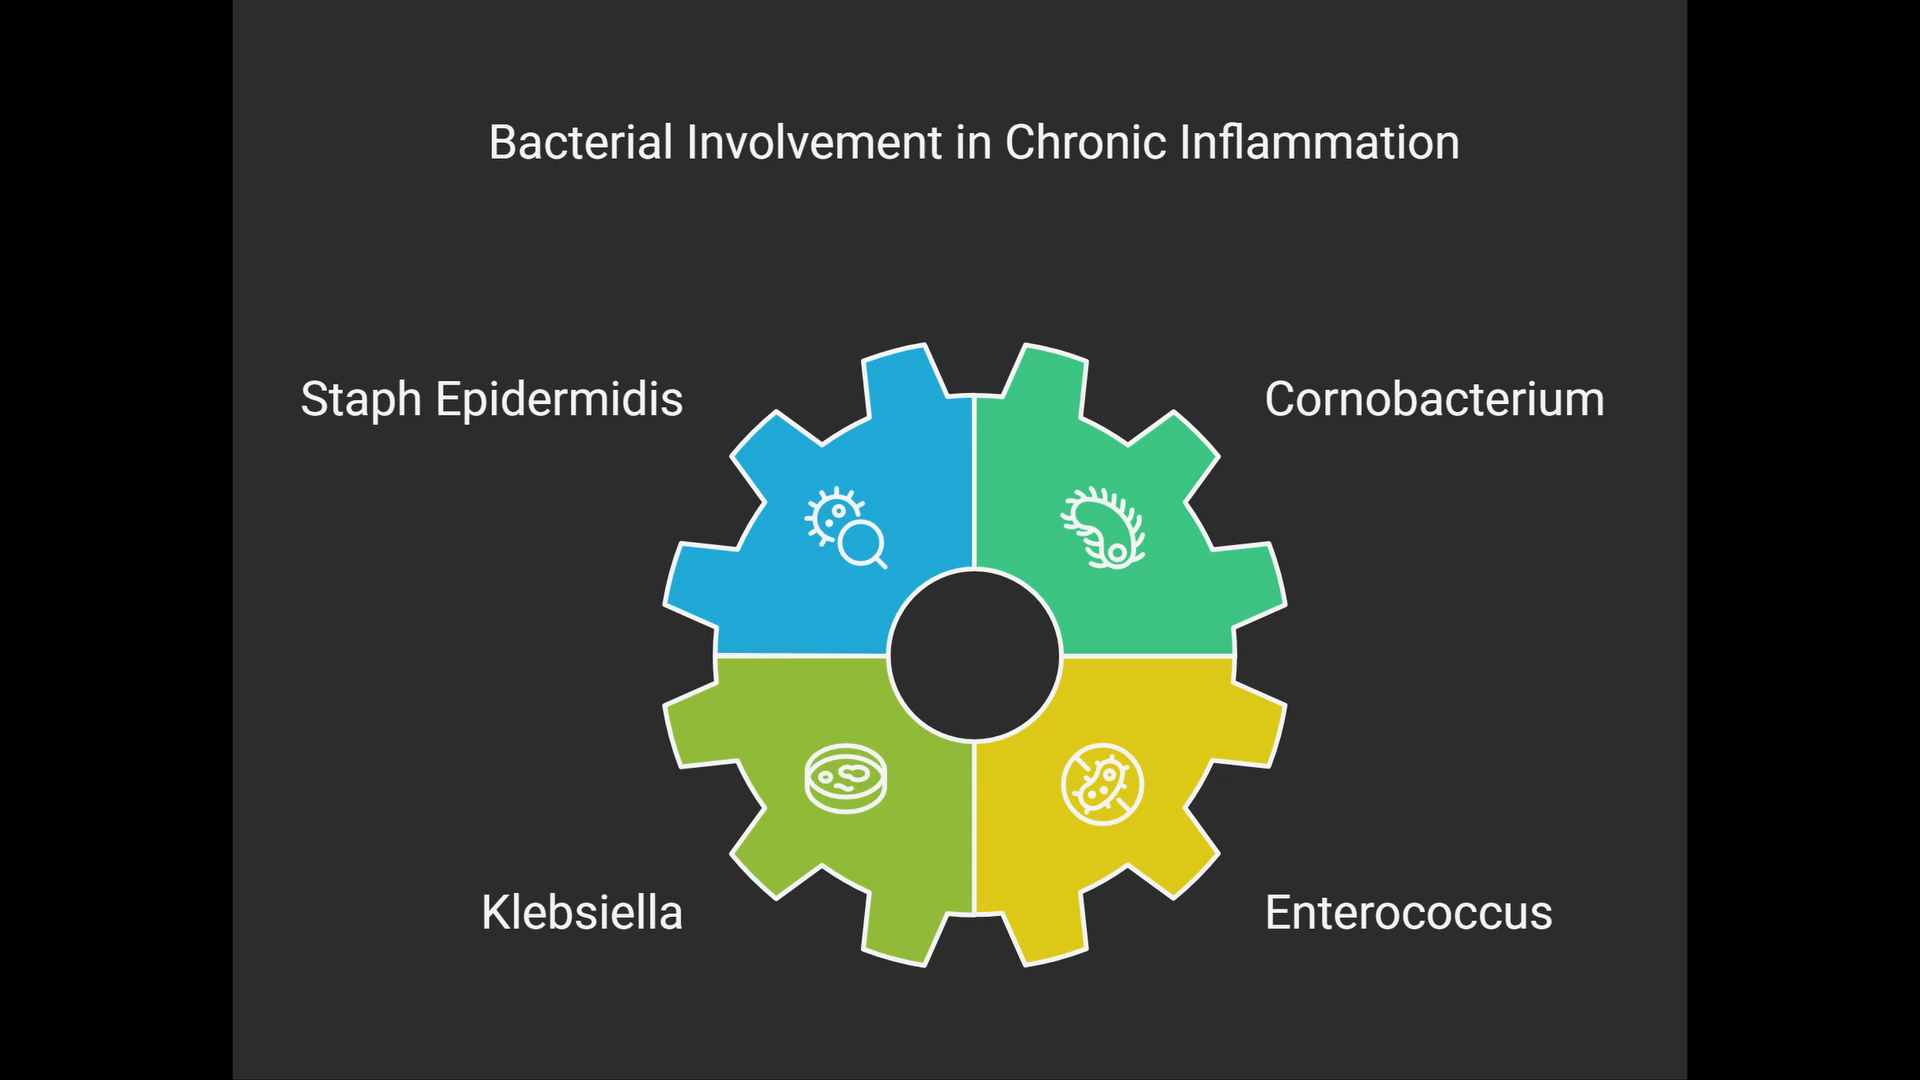 Bacterial Involvement in Chronic Inflammation
Staph Epidermidis
Cornobacterium
Klebsiella
Enterococcus